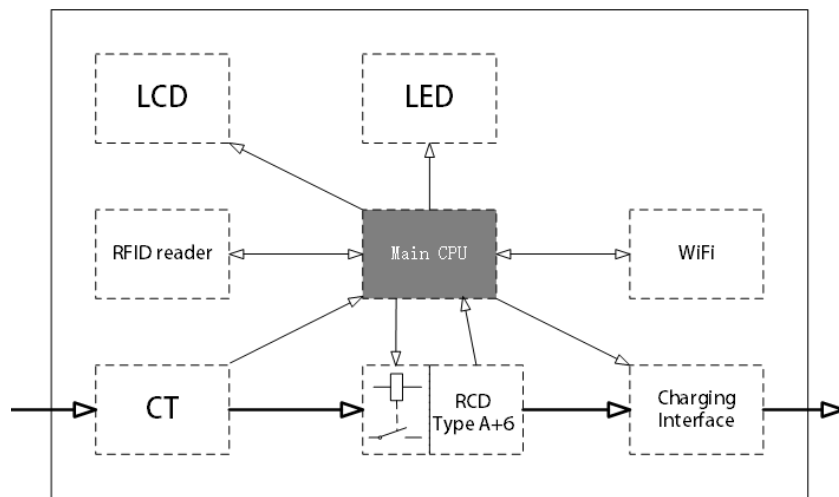 LCD
LED
RFID reader
Main CPU
WiFi
CT
RCD
Type A+6
Charging
Interface